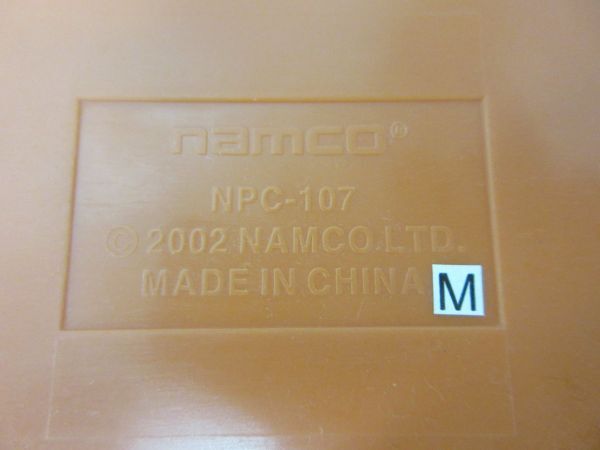 namco®
NPC-107
© 2002 NAMCO.LTD.
MADE IN CHINA
M